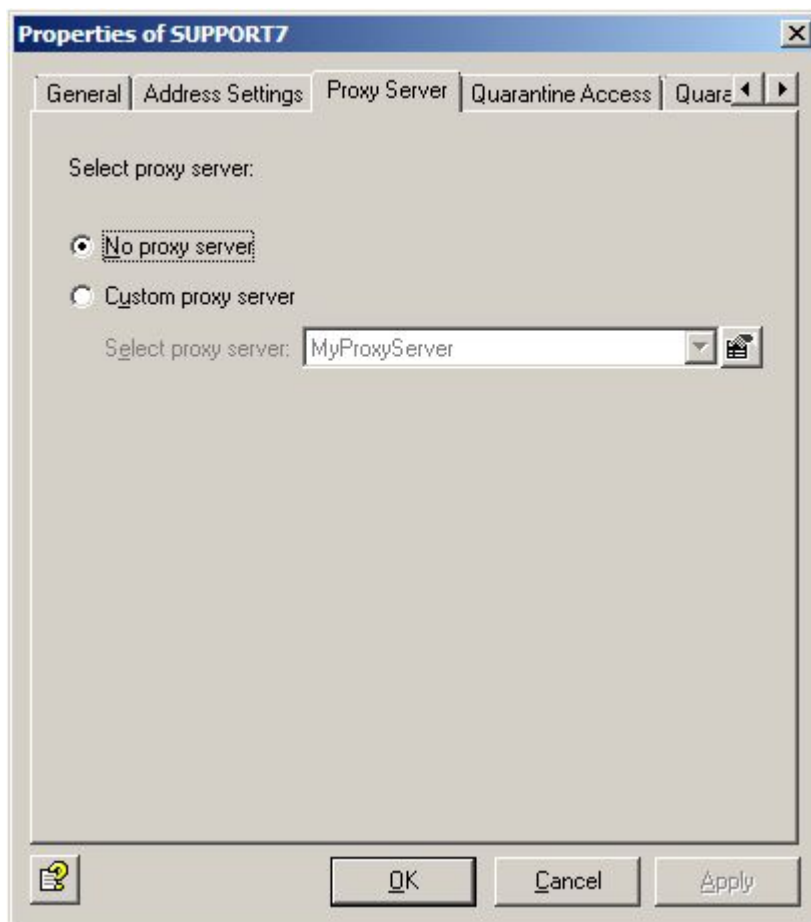 Properties of SUPPORT7
General Address Settings Proxy Server Quarantine Access Quara
Select proxy server:
No proxy server
Custom proxy server
Select proxy server: MyProxyServer
OK Cancel Apply